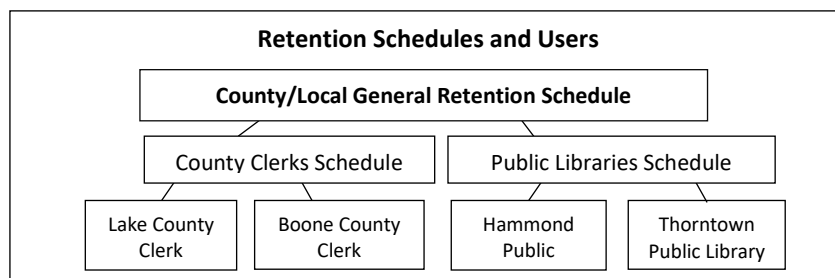 Retention Schedules and Users
County/Local General Retention Schedule
County Clerks Schedule
Public Libraries Schedule
Lake County
Clerk
Boone County
Clerk
Hammond
Public
Thorntown
Public Library